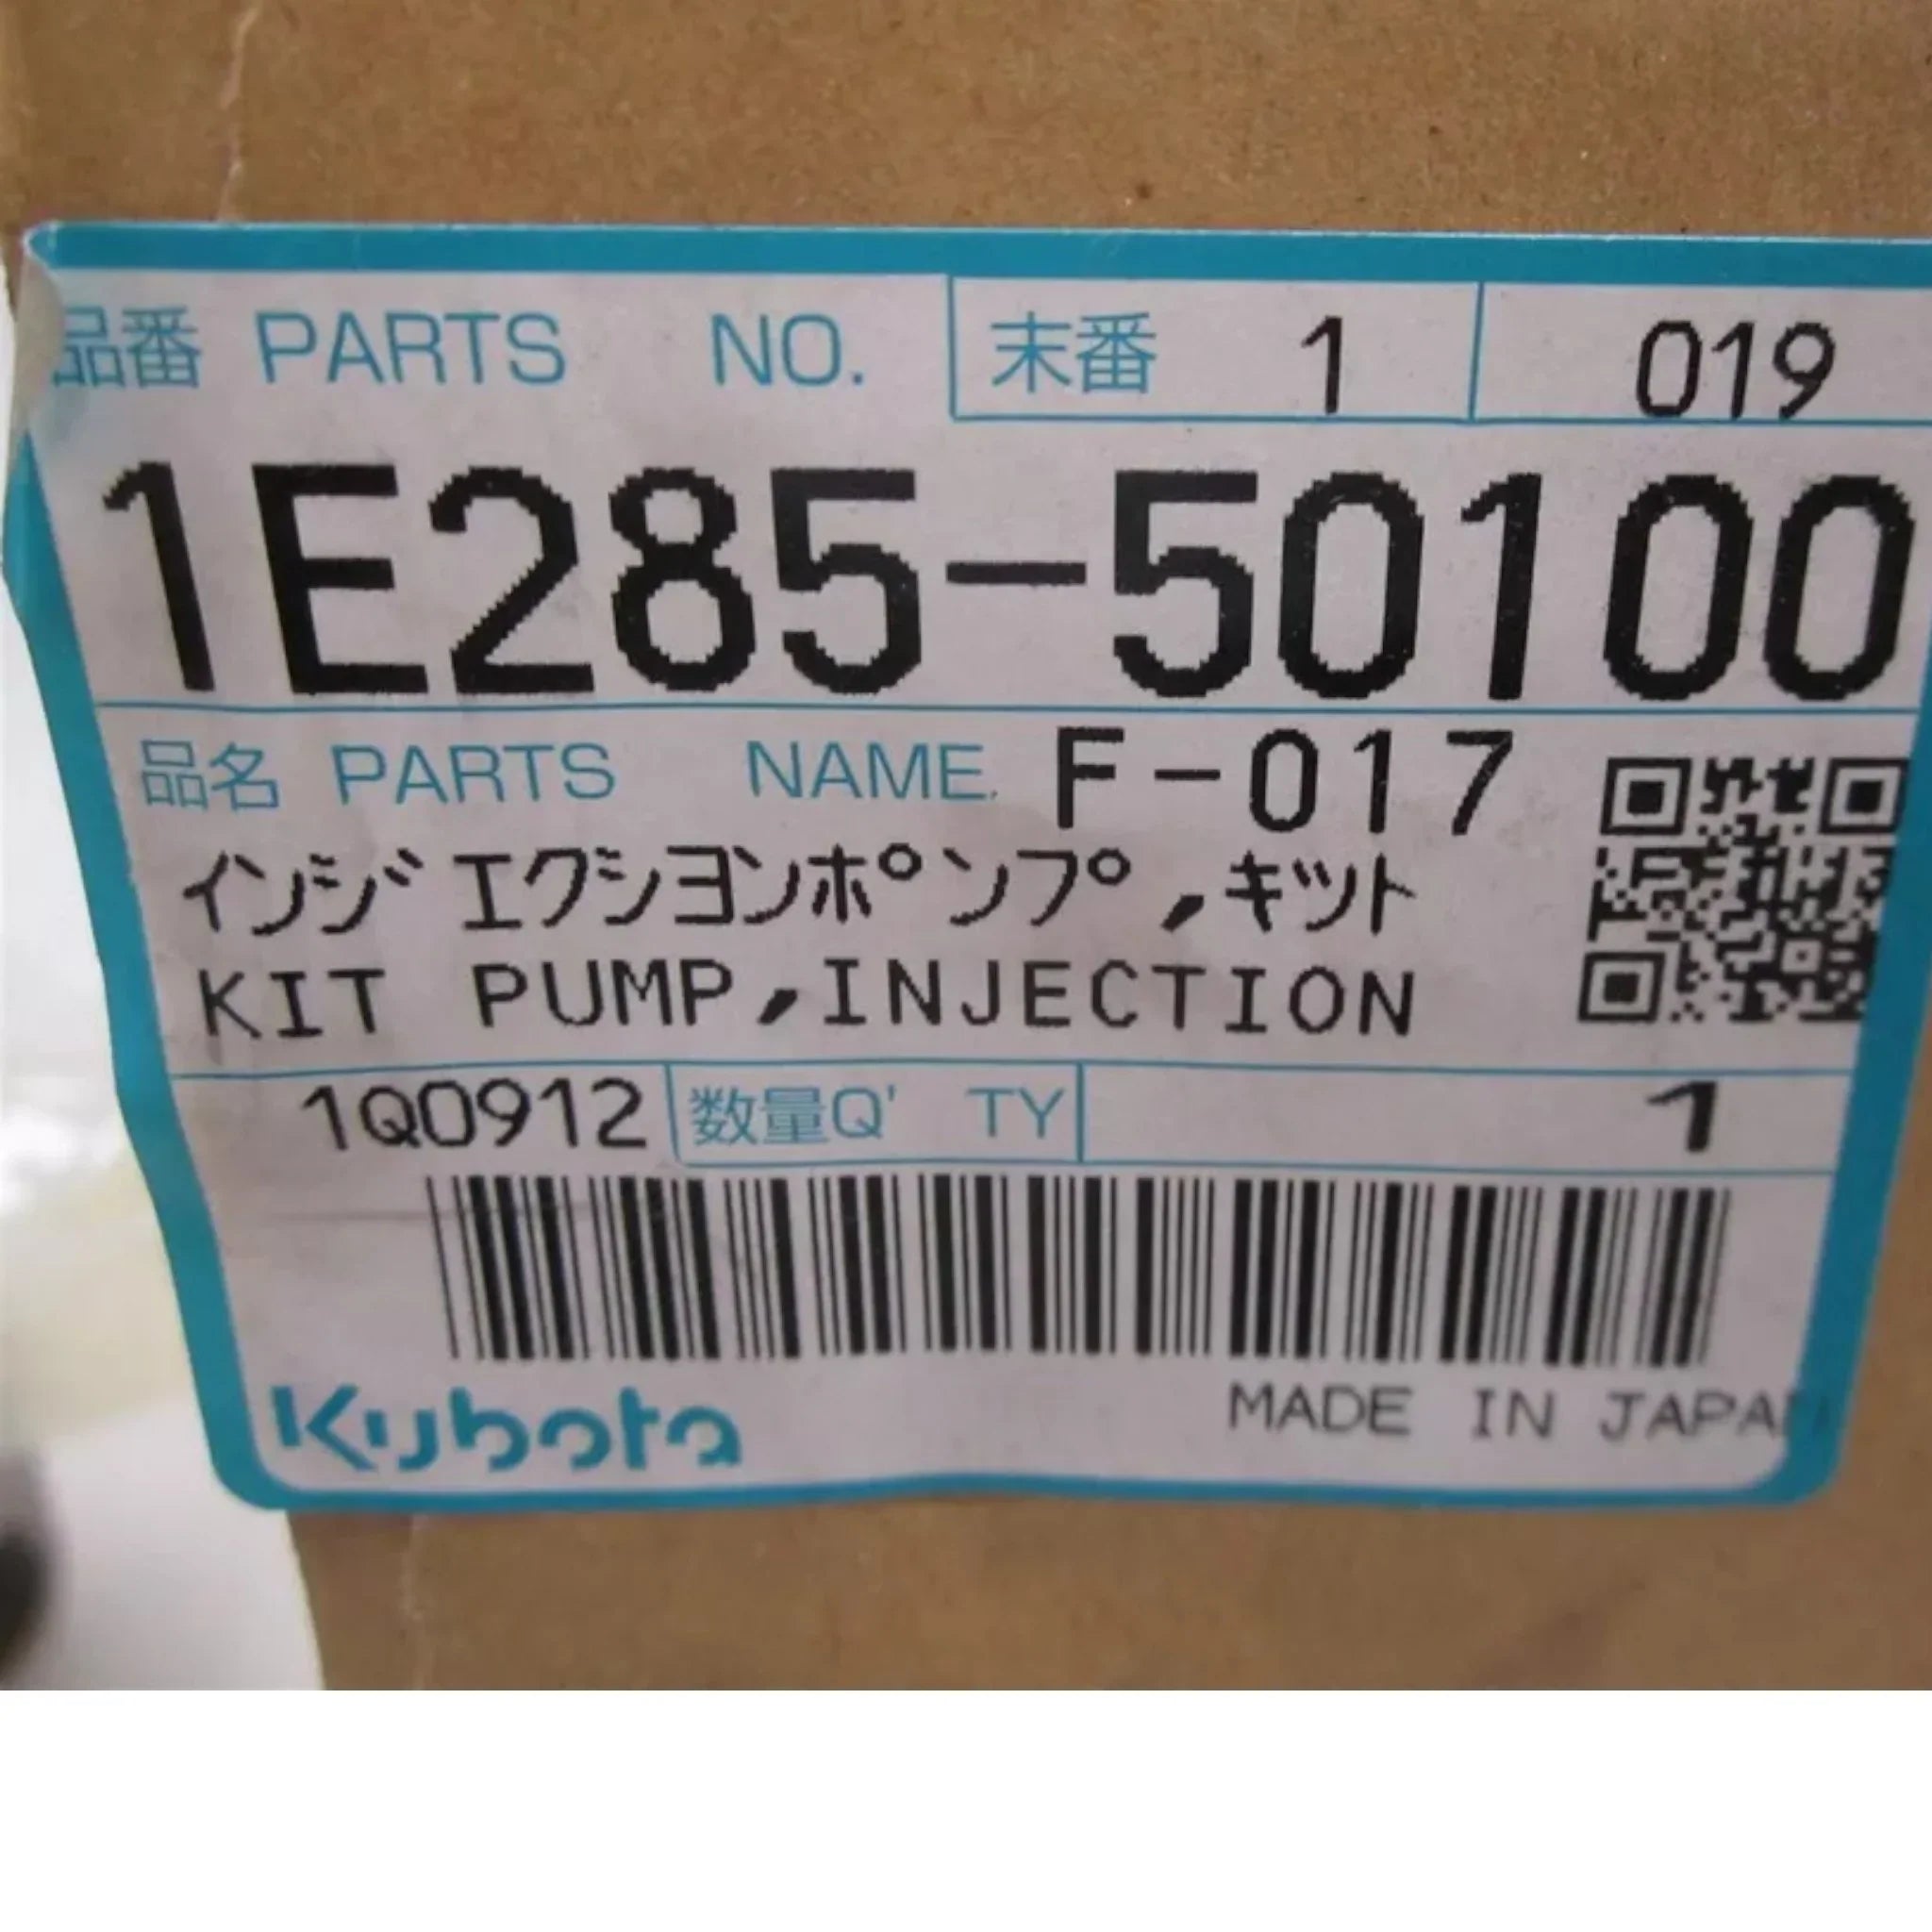 品番 PARTS NO. 末番 1 019
1E285-50100
品名 PARTS NAME. F-017
インジェクシヨンポンプ,キツト
KIT PUMP,INJECTION
1Q0912 数量Q'TY 1
Kubota MADE IN JAPAN